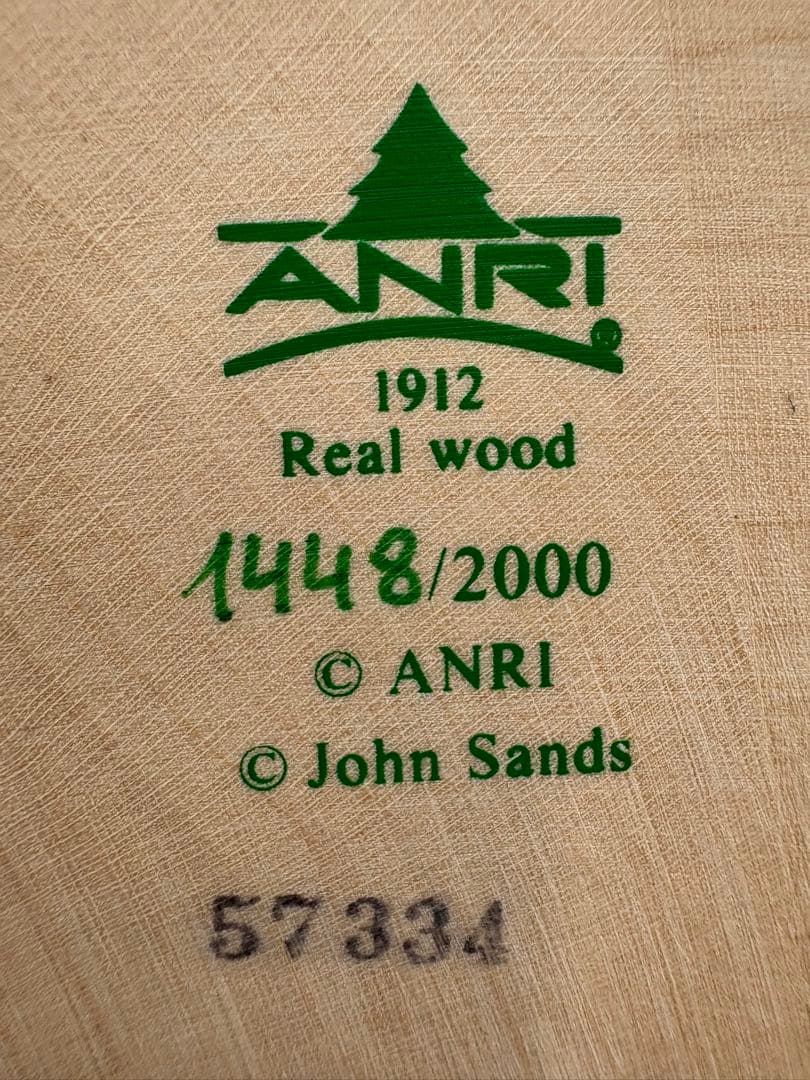 ANRI
1912
Real wood
1448/2000
© ANRI
© John Sands
57334